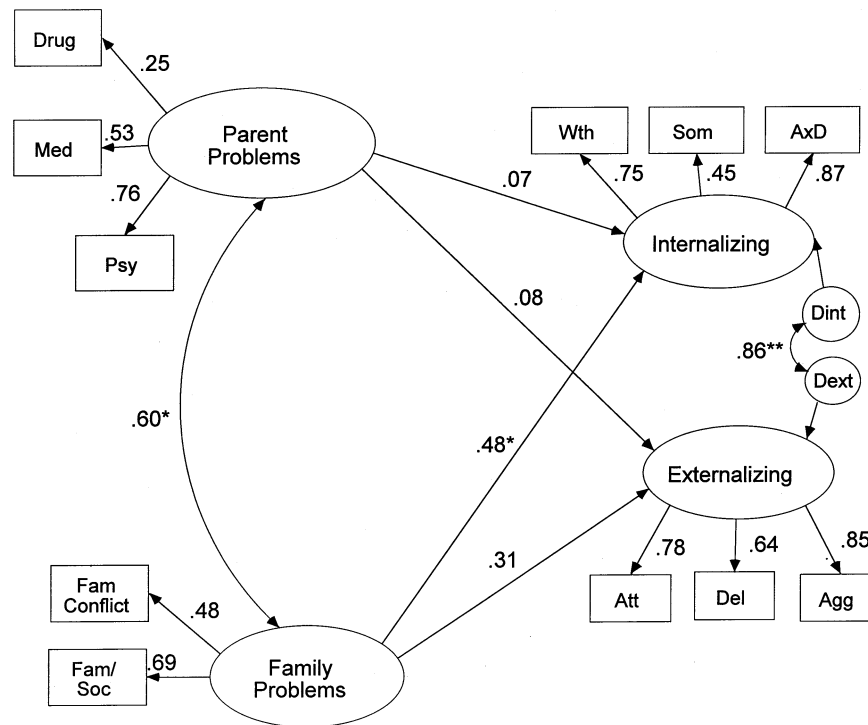 Drug
.25
Med
.53
Parent
Problems
.76
Psy
Wth
Som
AxD
.75
.45
.87
.07
Internalizing
.08
Dint
.86**
Dext
.60*
.48*
Externalizing
.31
.78
.64
.85
Att
Del
Agg
Fam
Conflict
.48
Fam/
Soc
.69
Family
Problems